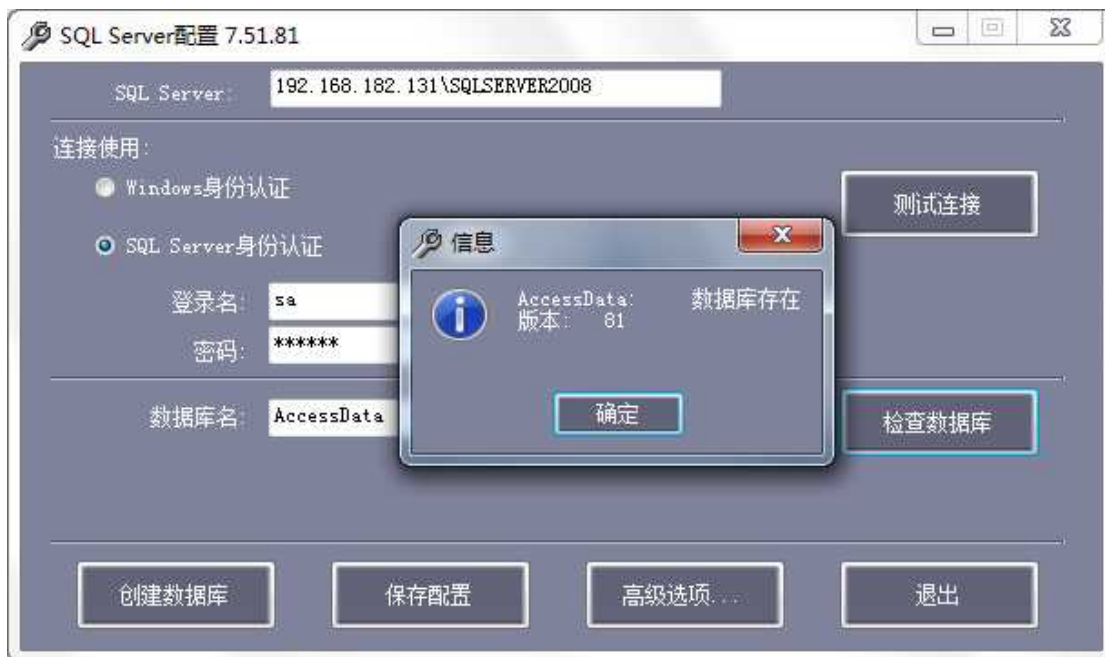 SQL Server配置 7.51.81
SQL Server: 192.168.182.131\SQLSERVER2008
连接使用:
Windows身份认证
测试连接
SQL Server身份认证
登录名: sa
密码: ******
数据库名: AccessData
检查数据库
信息
AccessData: 数据库存在
版本: 81
确定
创建数据库 保存配置 高级选项... 退出